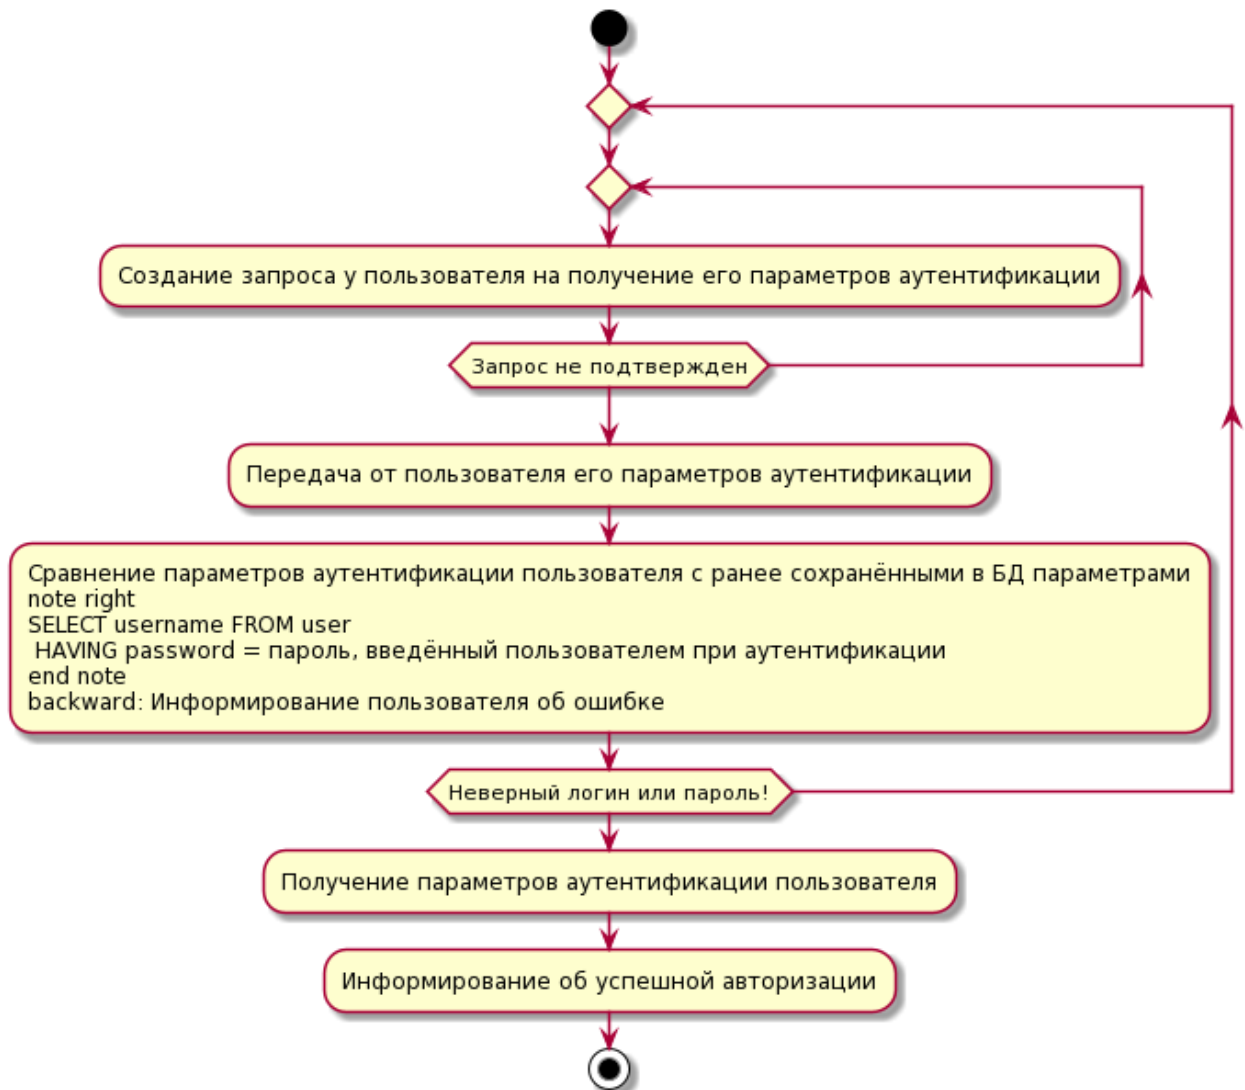 Создание запроса у пользователя на получение его параметров аутентификации
Запрос не подтвержден
Передача от пользователя его параметров аутентификации
Сравнение параметров аутентификации пользователя с ранее сохранёнными в БД параметрами
note right
SELECT username FROM user
HAVING password = пароль, введённый пользователем при аутентификации
end note
backward: Информирование пользователя об ошибке
Неверный логин или пароль!
Получение параметров аутентификации пользователя
Информирование об успешной авторизации